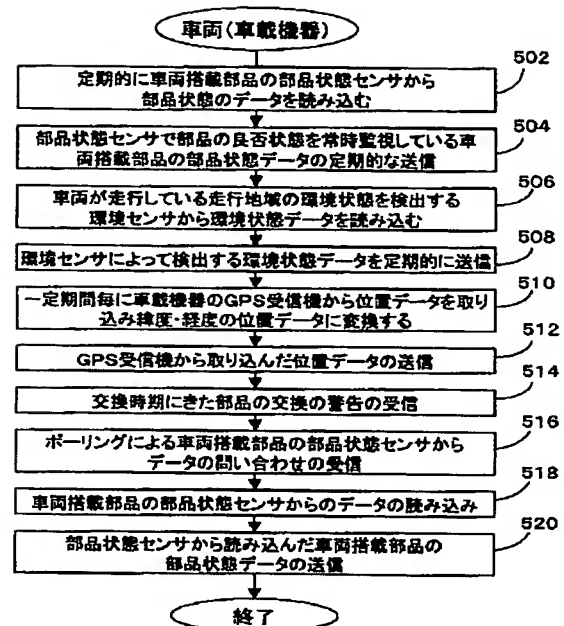 車両(車載機器)
502
定期的に車両搭載部品の部品状態センサから
部品状態のデータを読み込む
504
部品状態センサで部品の良否状態を常時監視している車
両搭載部品の部品状態データの定期的な送信
506
車両が走行している走行地域の環境状態を検出する
環境センサから環境状態データを読み込む
508
環境センサによって検出する環境状態データを定期的に送信
510
一定期間毎に車載機器のGPS受信機から位置データを取り
込み緯度・経度の位置データに変換する
512
GPS受信機から取り込んだ位置データの送信
514
交換時期にきた部品の交換の警告の受信
516
ポーリングによる車両搭載部品の部品状態センサから
データの問い合わせの受信
518
車両搭載部品の部品状態センサからのデータの読み込み
520
部品状態センサから読み込んだ車両搭載部品の
部品状態データの送信
終了